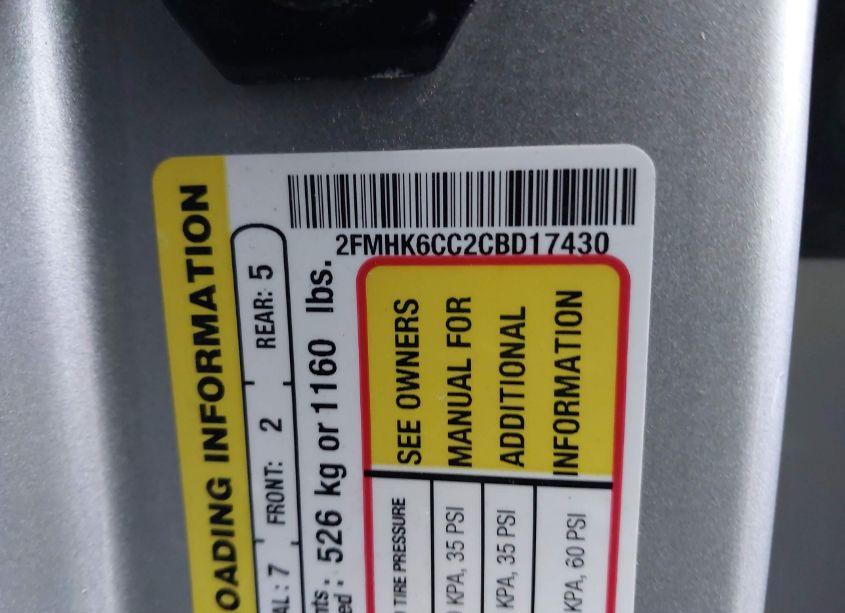 2FMHK6CC2CBD17430
OADING INFORMATION
AL: 7 FRONT: 2 REAR: 5
526 kg or 1160 lbs.
SEE OWNERS
MANUAL FOR
ADDITIONAL
INFORMATION
TIRE PRESSURE
KPA, 35 PSI
KPA, 35 PSI
KPA, 60 PSI